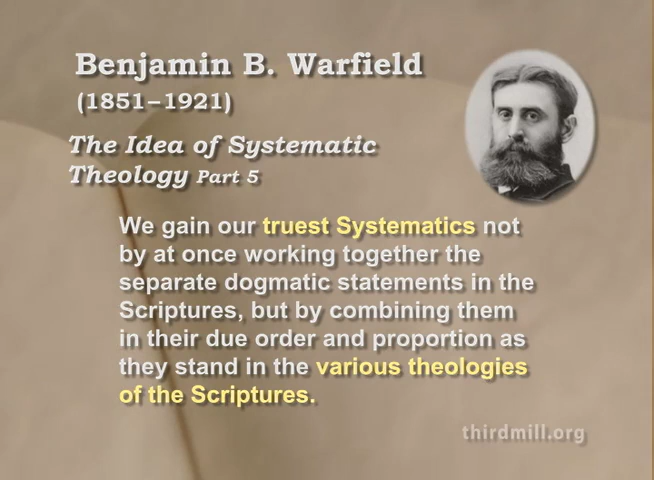 Benjamin B. Warfield
(1851–1921)
The Idea of Systematic
Theology Part 5
We gain our truest Systematics not
by at once working together the
separate dogmatic statements in the
Scriptures, but by combining them
in their due order and proportion as
they stand in the various theologies
of the Scriptures.
thirdmill.org